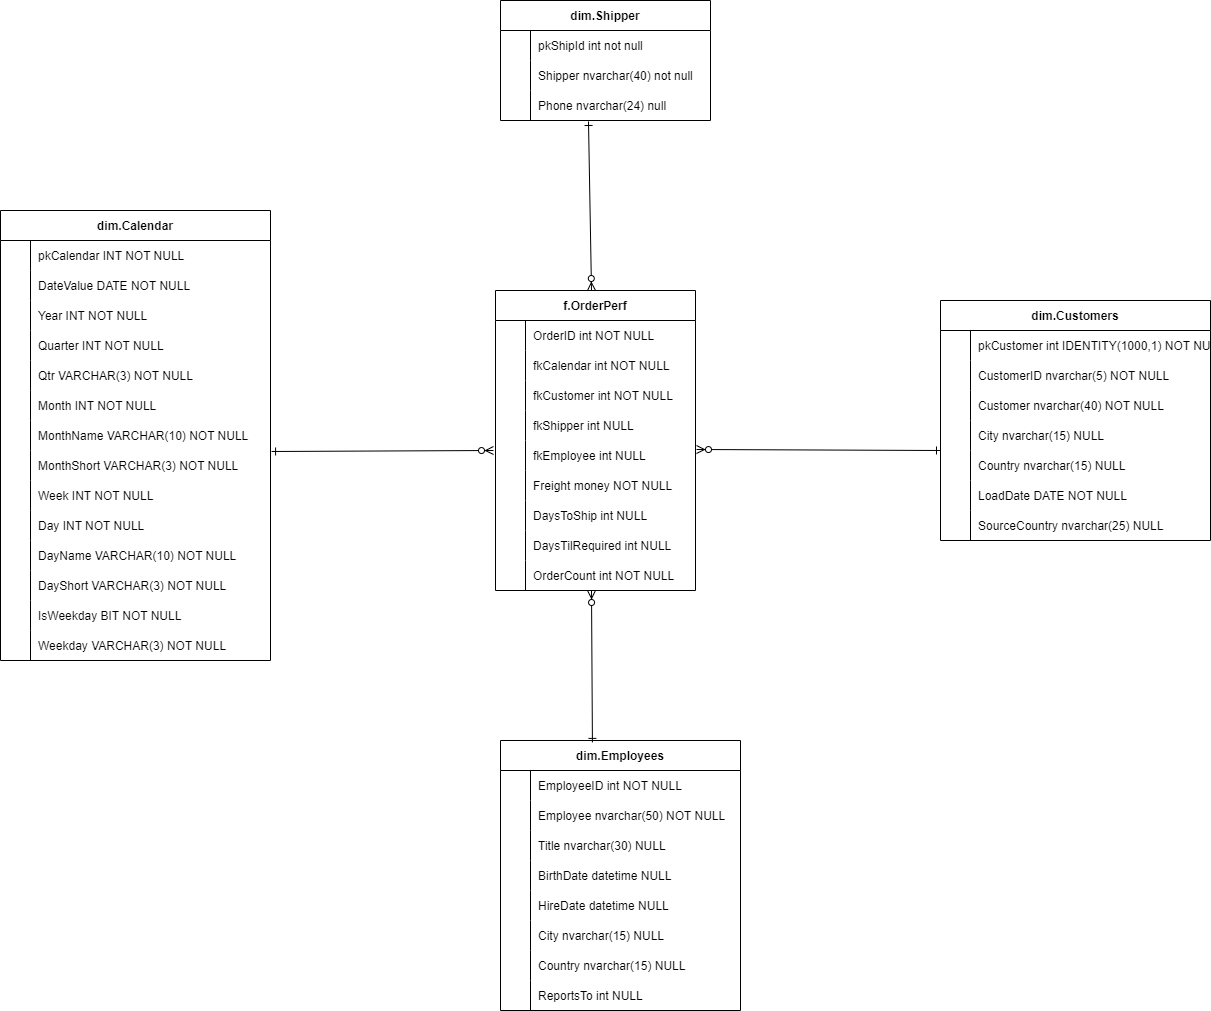 dim.Shipper
pkShipId int not null
Shipper nvarchar(40) not null
Phone nvarchar(24) null
dim.Calendar
pkCalendar INT NOT NULL
DateValue DATE NOT NULL
Year INT NOT NULL
Quarter INT NOT NULL
Qtr VARCHAR(3) NOT NULL
Month INT NOT NULL
MonthName VARCHAR(10) NOT NULL
MonthShort VARCHAR(3) NOT NULL
Week INT NOT NULL
Day INT NOT NULL
DayName VARCHAR(10) NOT NULL
DayShort VARCHAR(3) NOT NULL
IsWeekday BIT NOT NULL
Weekday VARCHAR(3) NOT NULL
f.OrderPerf
OrderID int NOT NULL
fkCalendar int NOT NULL
fkCustomer int NOT NULL
fkShipper int NULL
fkEmployee int NULL
Freight money NOT NULL
DaysToShip int NULL
DaysTilRequired int NULL
OrderCount int NOT NULL
dim.Customers
pkCustomer int IDENTITY(1000,1) NOT NU
CustomerID nvarchar(5) NOT NULL
Customer nvarchar(40) NOT NULL
City nvarchar(15) NULL
Country nvarchar(15) NULL
LoadDate DATE NOT NULL
SourceCountry nvarchar(25) NULL
dim.Employees
EmployeeID int NOT NULL
Employee nvarchar(50) NOT NULL
Title nvarchar(30) NULL
BirthDate datetime NULL
HireDate datetime NULL
City nvarchar(15) NULL
Country nvarchar(15) NULL
ReportsTo int NULL